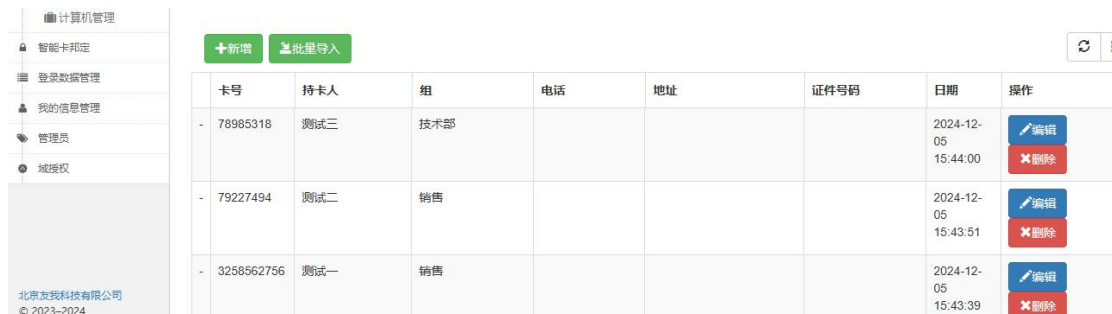 计算机管理
智能卡邦定
登录数据管理
我的信息管理
管理员
域授权
北京友我科技有限公司
© 2023–2024
新增 批量导入
卡号 持卡人 组 电话 地址 证件号码 日期 操作
- 78985318 测试三 技术部 2024-12-
05
15:44:00
编辑
删除
- 79227494 测试二 销售 2024-12-
05
15:43:51
编辑
删除
- 3258562756 测试一 销售 2024-12-
05
15:43:39
编辑
删除